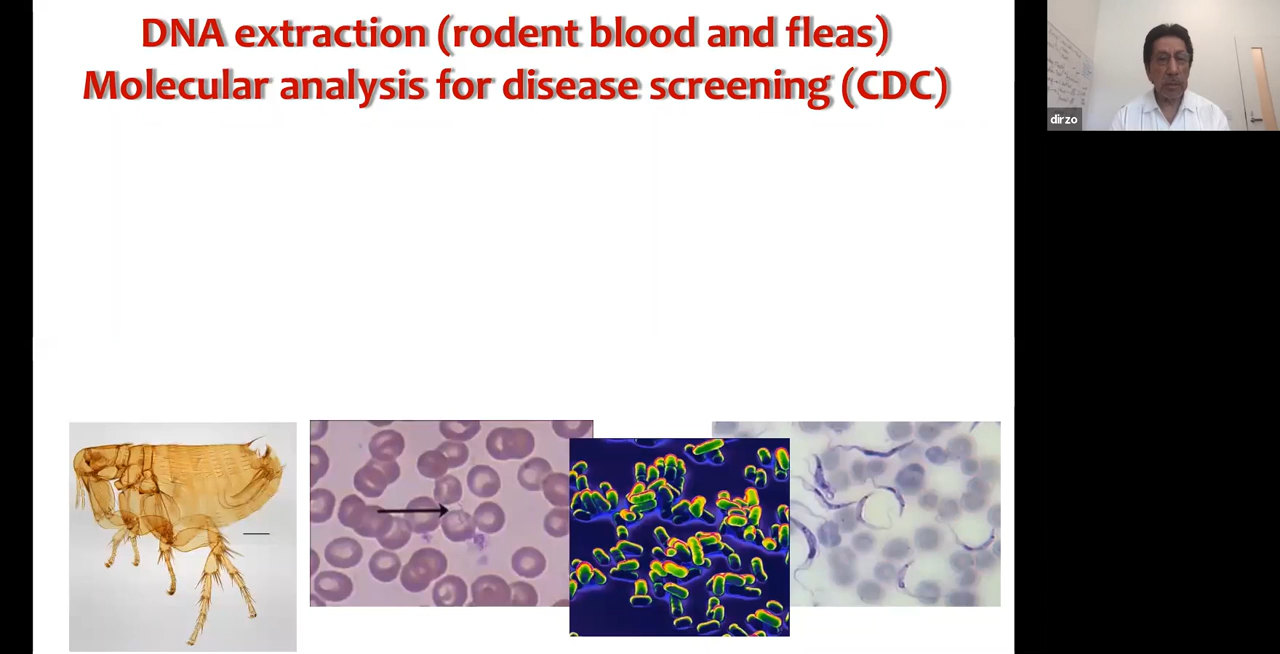 DNA extraction (rodent blood and fleas)
Molecular analysis for disease screening (CDC)
dirzo